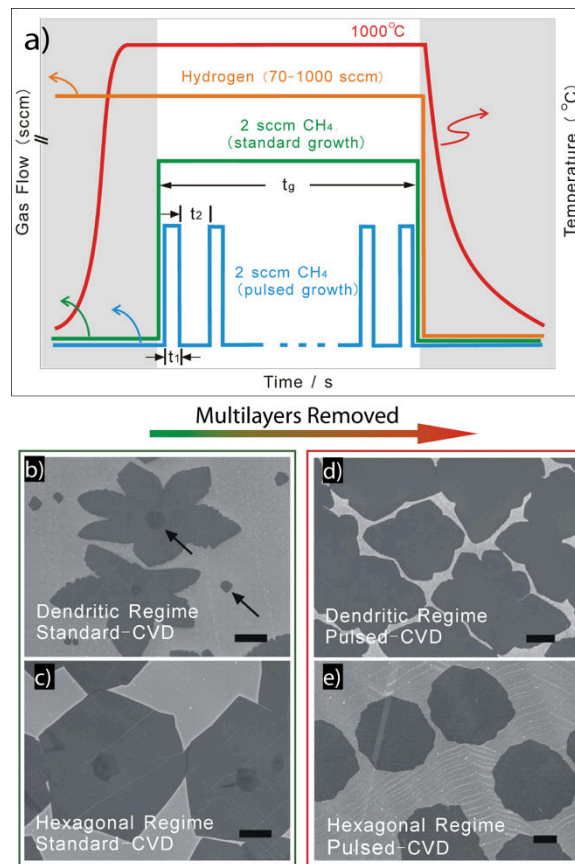 a)
1000°C
Hydrogen (70-1000 sccm)
2 sccm CH₄
(standard growth)
tg
t₂
2 sccm CH₄
(pulsed growth)
t₁
Gas Flow (sccm)
Temperature (°C)
Time / s
Multilayers Removed
b)
Dendritic Regime
Standard-CVD
d)
Dendritic Regime
Pulsed-CVD
c)
Hexagonal Regime
Standard-CVD
e)
Hexagonal Regime
Pulsed-CVD